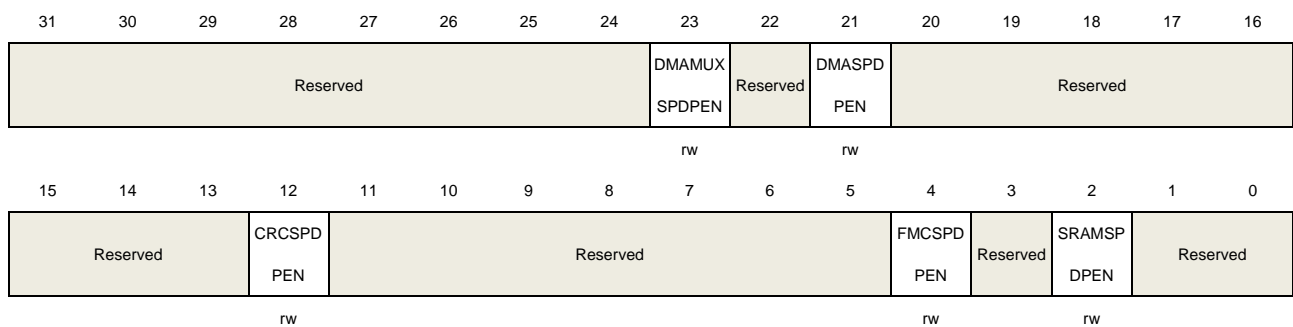 31 30 29 28 27 26 25 24 23 22 21 20 19 18 17 16
Reserved DMAMUX SPDPEN Reserved DMASPD PEN Reserved
rw rw
15 14 13 12 11 10 9 8 7 6 5 4 3 2 1 0
Reserved CRCSPD PEN Reserved FMCSPD PEN Reserved SRAMSP DPEN Reserved
rw rw rw